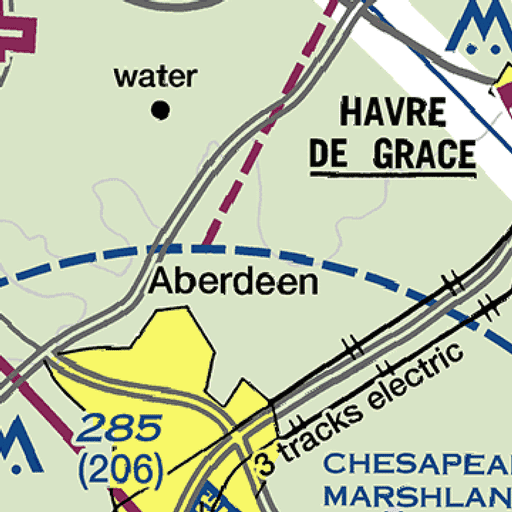 water
HAVRE
DE GRACE
Aberdeen
3 tracks electric
285
(206)
CHESAPEA
MARSHLAN